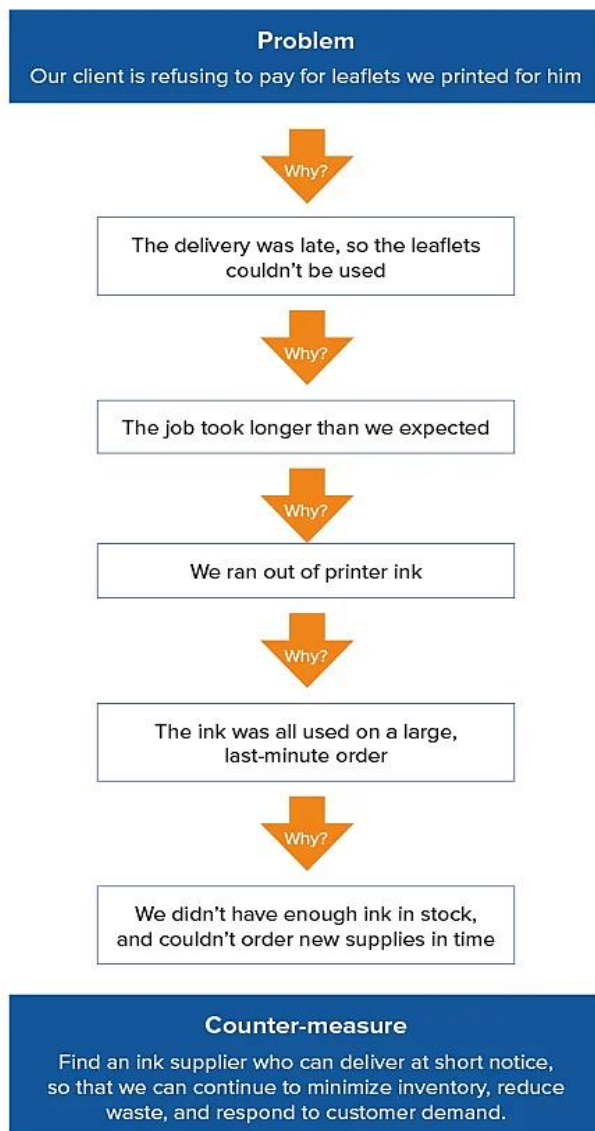 Problem
Our client is refusing to pay for leaflets we printed for him
Why?
The delivery was late, so the leaflets
couldn't be used
Why?
The job took longer than we expected
Why?
We ran out of printer ink
Why?
The ink was all used on a large,
last-minute order
Why?
We didn't have enough ink in stock,
and couldn't order new supplies in time
Counter-measure
Find an ink supplier who can deliver at short notice,
so that we can continue to minimize inventory, reduce
waste, and respond to customer demand.